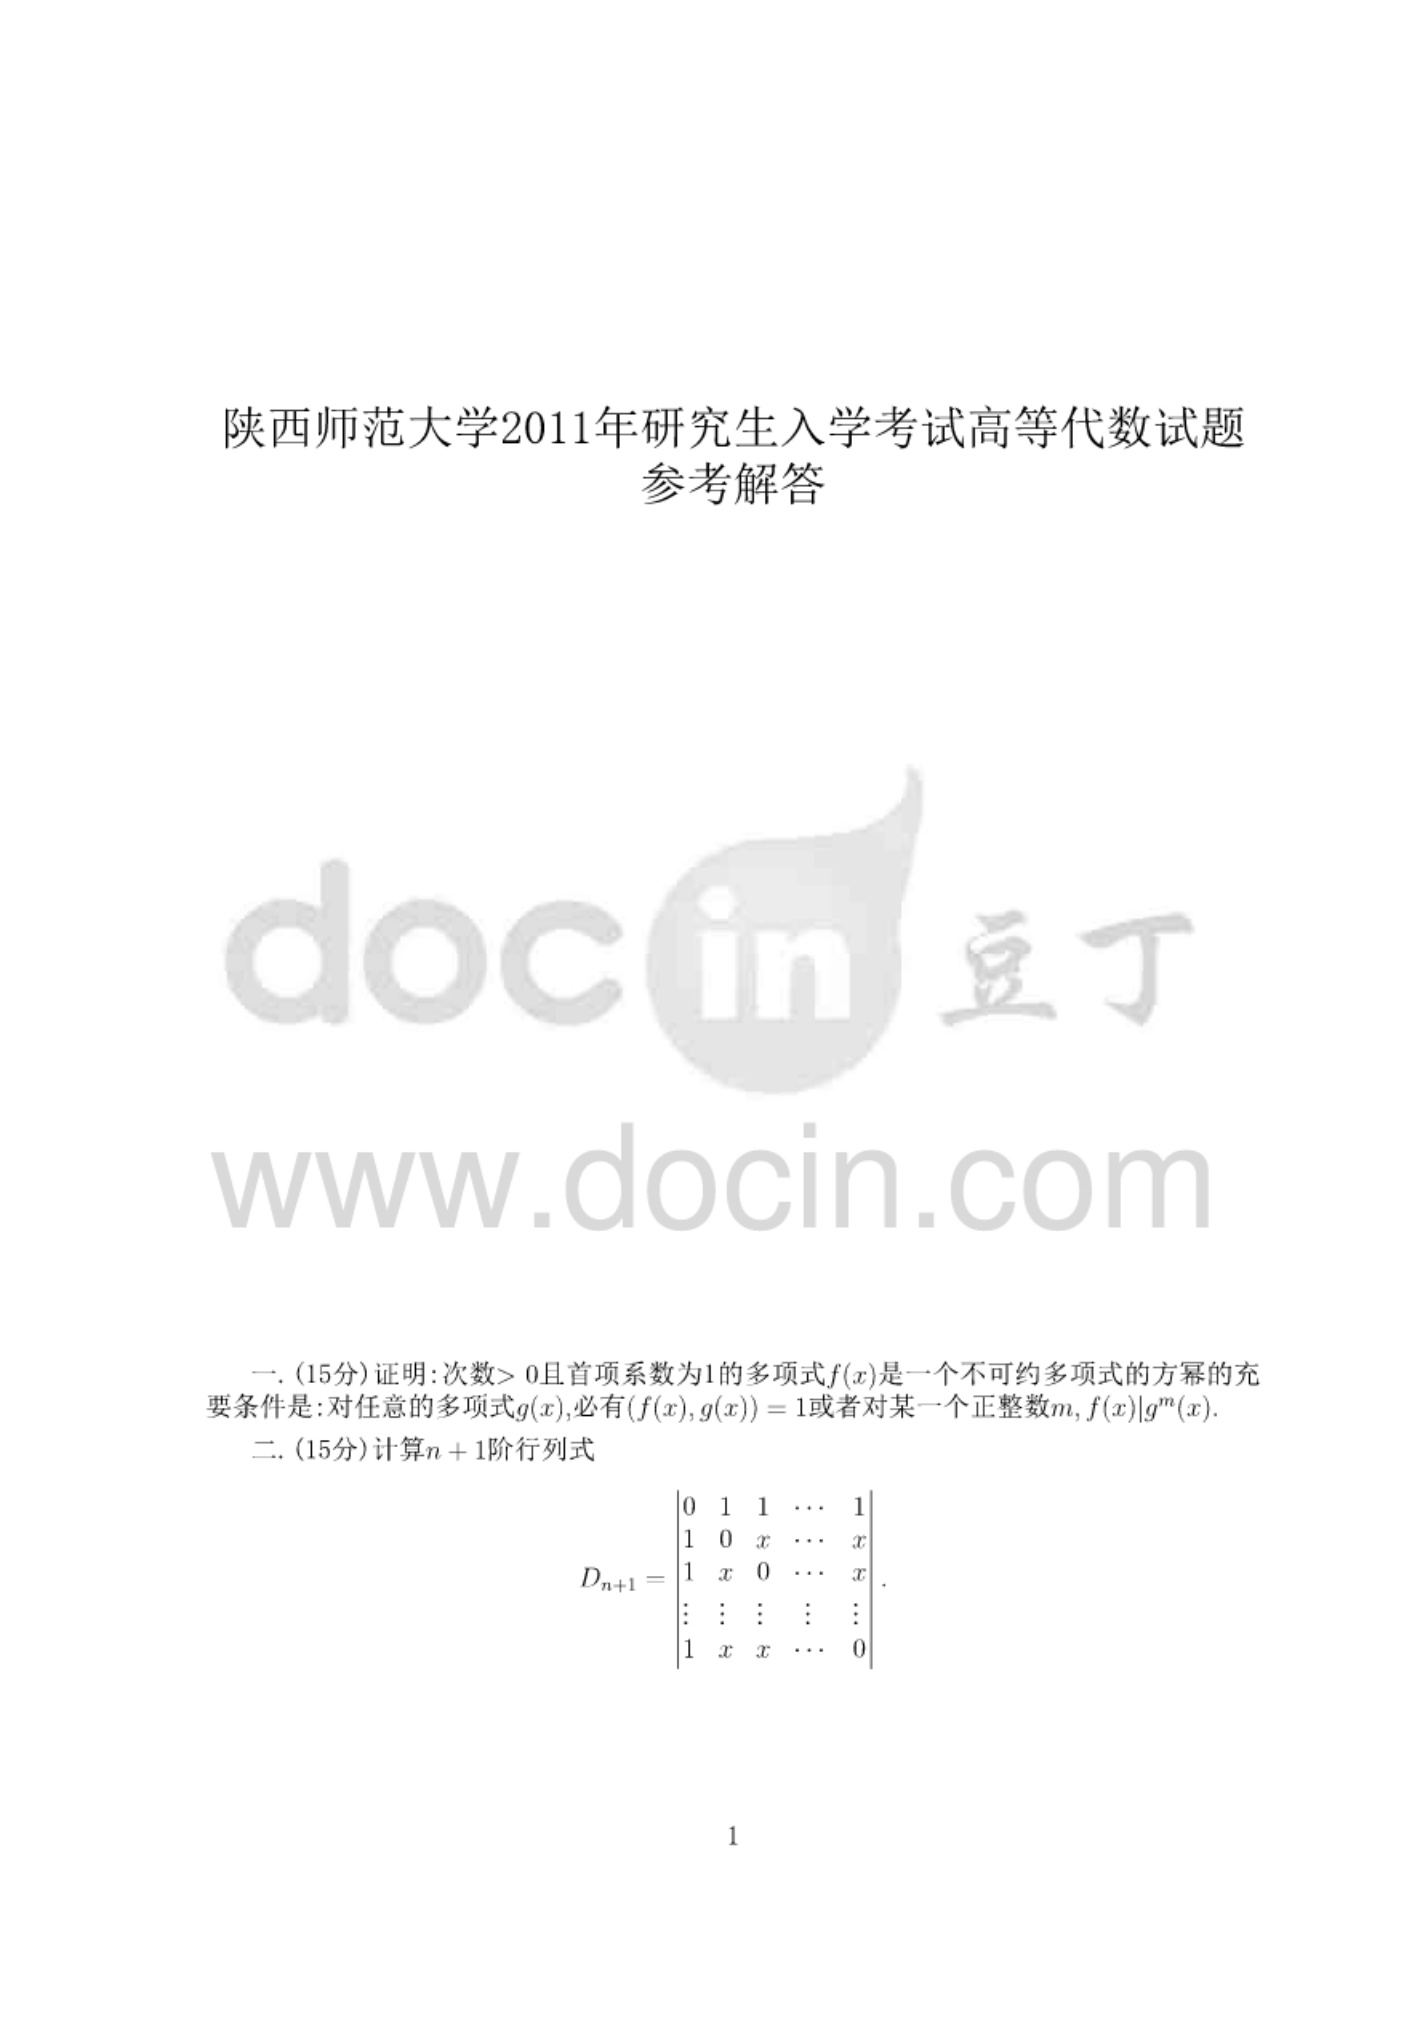 陕西师范大学2011年研究生入学考试高等代数试题
参考解答
docin 豆丁
www.docin.com
一. (15分) 证明: 次数> 0且首项系数为1的多项式f(x)是一个不可约多项式的方幂的充
要条件是: 对任意的多项式g(x),必有(f(x), g(x)) = 1或者对某一个正整数m, f(x)|g^m(x).
二. (15分) 计算n + 1阶行列式
0 1 1 ⋯ 1
1 0 x ⋯ x
D_{n+1} = 1 x 0 ⋯ x .
⋮ ⋮ ⋮ ⋮ ⋮
1 x x ⋯ 0
1